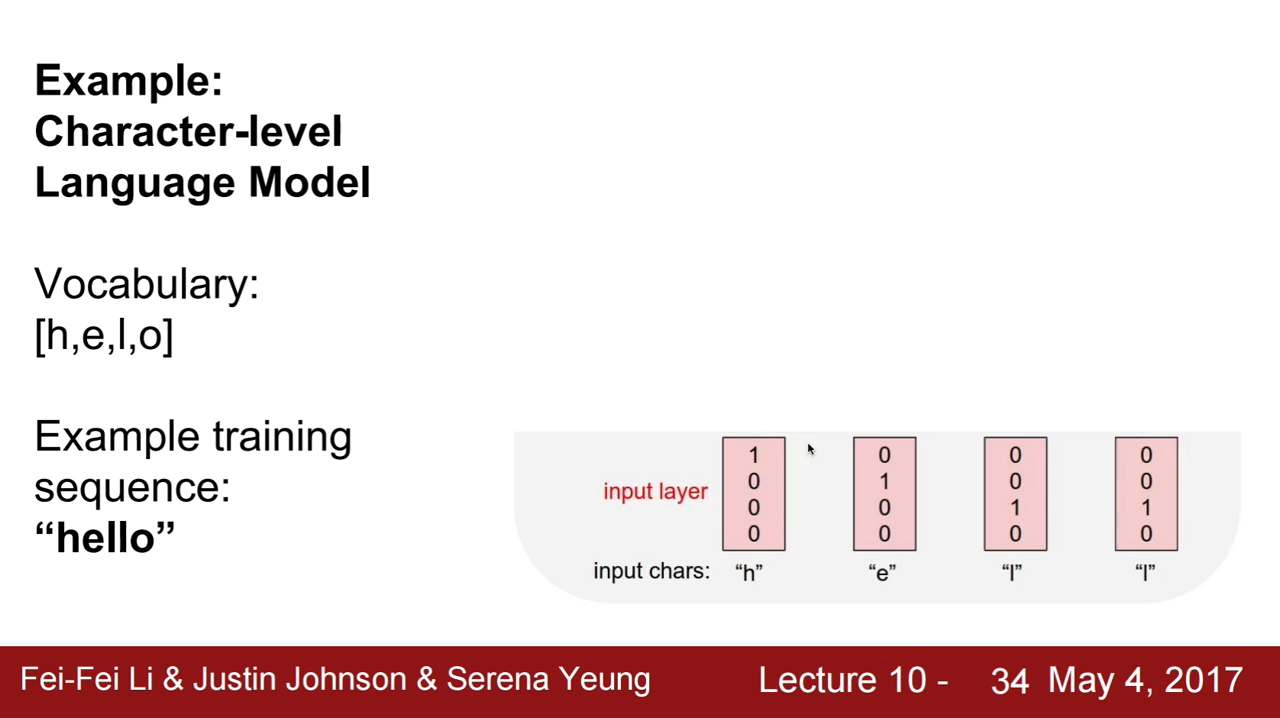 Example:
Character-level
Language Model
Vocabulary:
[h,e,l,o]
Example training
sequence:
“hello”
1 0 0 0
input layer 0 1 0 0
0 0 1 1
0 0 0 0
input chars: “h” “e” “l” “l”
Fei-Fei Li & Justin Johnson & Serena Yeung Lecture 10 - 34 May 4, 2017